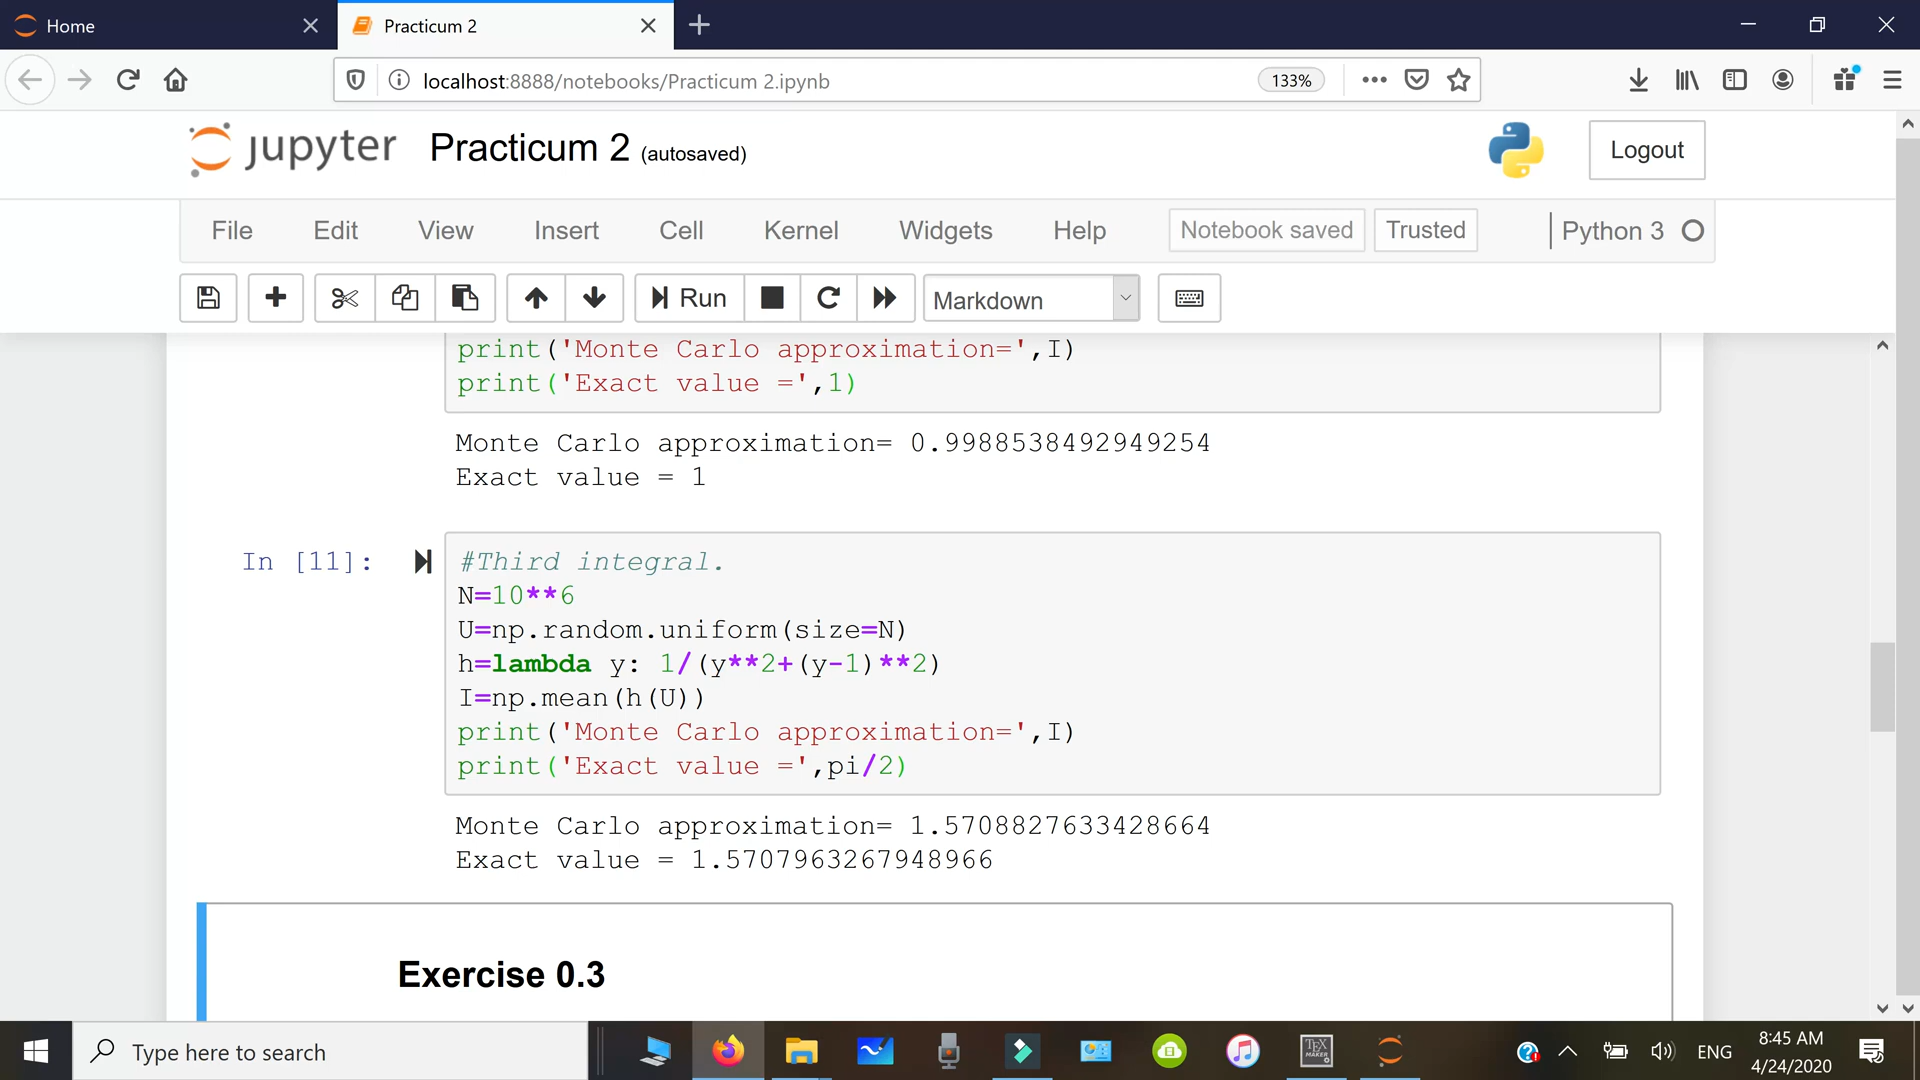 Home
Practicum 2
localhost:8888/notebooks/Practicum 2.ipynb
133%
jupyter Practicum 2 (autosaved)
Logout
File Edit View Insert Cell Kernel Widgets Help Notebook saved Trusted Python 3
Run Markdown
print('Monte Carlo approximation=',I)
print('Exact value =',1)
Monte Carlo approximation= 0.9988538492949254
Exact value = 1
In [11]:
#Third integral.
N=10**6
U=np.random.uniform(size=N)
h=lambda y: 1/(y**2+(y-1)**2)
I=np.mean(h(U))
print('Monte Carlo approximation=',I)
print('Exact value =',pi/2)
Monte Carlo approximation= 1.5708827633428664
Exact value = 1.5707963267948966
Exercise 0.3
Type here to search
TEX
MAKER
ENG
8:45 AM
4/24/2020